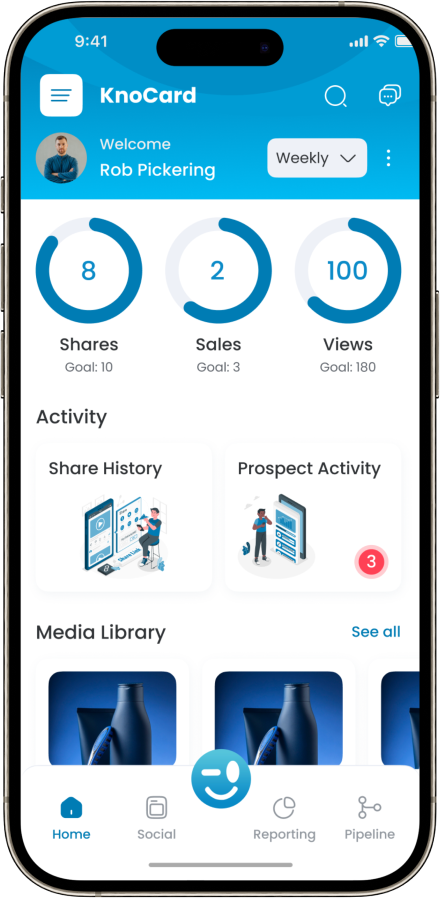 9:41
KnoCard
Welcome
Rob Pickering
Weekly
8
2
100
Shares
Sales
Views
Goal: 10
Goal: 3
Goal: 180
Activity
Share History
Prospect Activity
3
Media Library
See all
Home
Social
Reporting
Pipeline